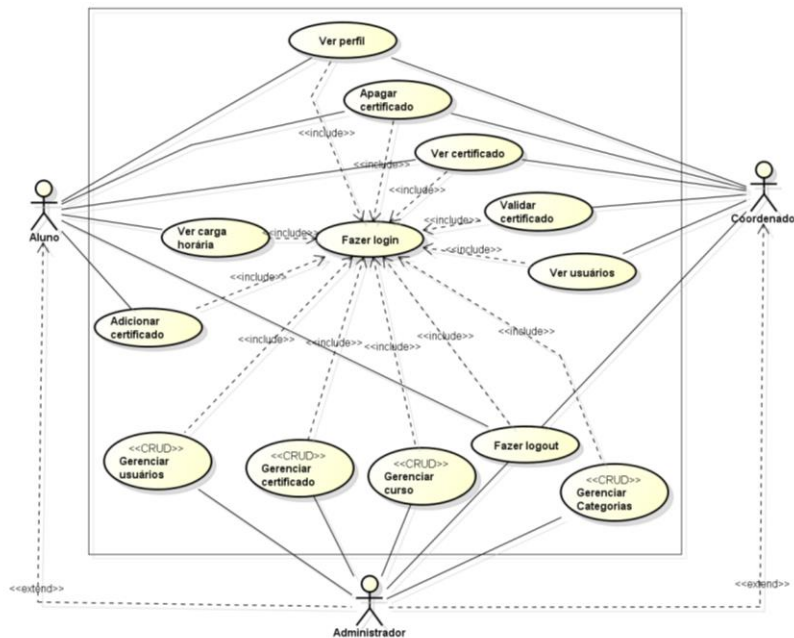 Ver perfil
Apagar
certificado
<<include>>
Ver certificado
<<include>>
<<include>>
Validar
certificado
Aluno
Coordenado
Ver carga
horária
<<include>>
Fazer login
<<include>>
<<include>>
Ver usuários
<<include>>
Adicionar
certificado
<<include>>
<<include>>
<<include>>
<<include>>
<<include>>
<<CRUD>>
Gerenciar
usuários
<<CRUD>>
Gerenciar
certificado
<<CRUD>>
Gerenciar
curso
Fazer logout
<<CRUD>>
Gerenciar
Categorias
<<extend>>
<<extend>>
Administrador